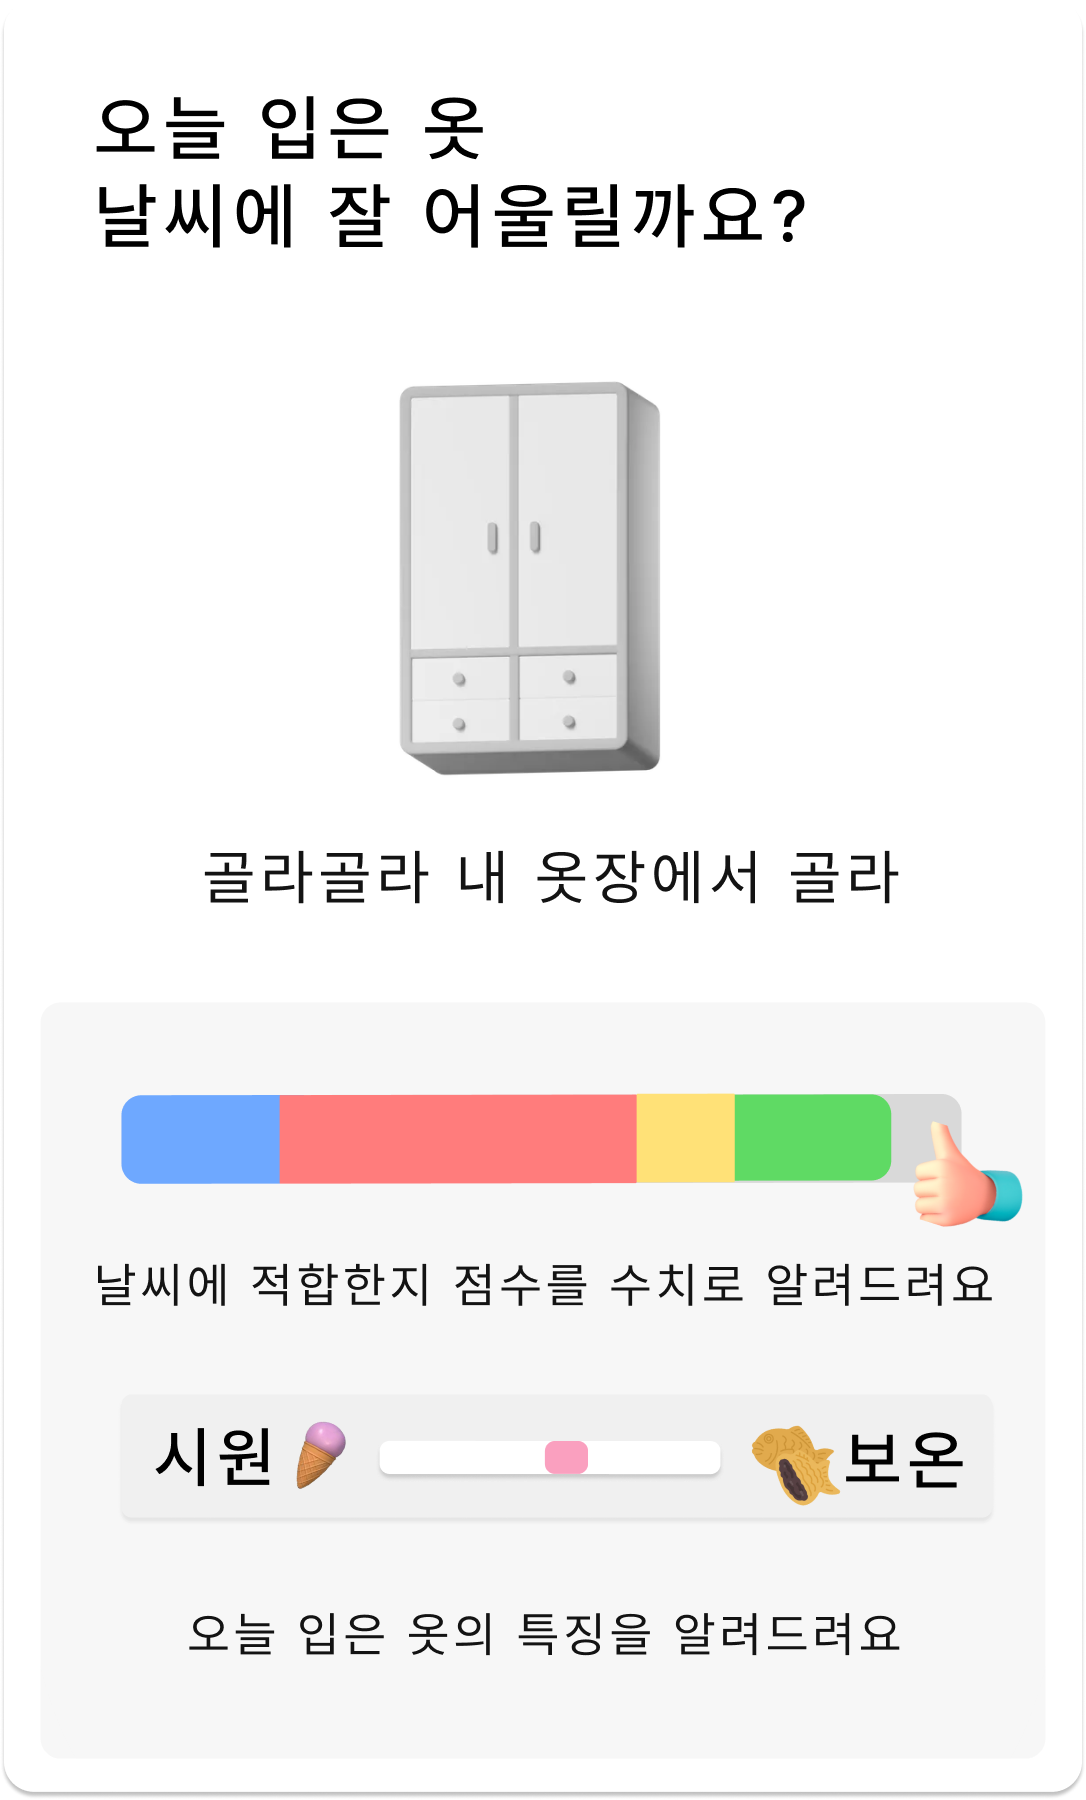 오늘 입은 옷
날씨에 잘 어울릴까요?
골라골라 내 옷장에서 골라
날씨에 적합한지 점수를 수치로 알려드려요
시원 보온
오늘 입은 옷의 특징을 알려드려요